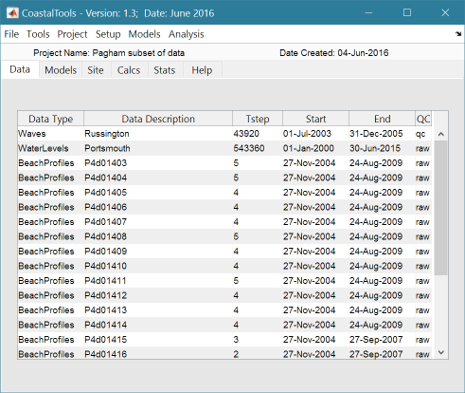 CoastalTools - Version: 1.3; Date: June 2016
File Tools Project Setup Models Analysis
Project Name: Pagham subset of data Date Created: 04-Jun-2016
Data Models Site Calcs Stats Help
Data Type Data Description Tstep Start End QC
Waves Russington 43920 01-Jul-2003 31-Dec-2005 qc
WaterLevels Portsmouth 543360 01-Jan-2000 30-Jun-2015 raw
BeachProfiles P4d01403 5 27-Nov-2004 24-Aug-2009 raw
BeachProfiles P4d01404 5 27-Nov-2004 24-Aug-2009 raw
BeachProfiles P4d01405 4 27-Nov-2004 24-Aug-2009 raw
BeachProfiles P4d01406 4 27-Nov-2004 24-Aug-2009 raw
BeachProfiles P4d01407 4 27-Nov-2004 24-Aug-2009 raw
BeachProfiles P4d01408 5 27-Nov-2004 24-Aug-2009 raw
BeachProfiles P4d01409 4 27-Nov-2004 24-Aug-2009 raw
BeachProfiles P4d01410 4 27-Nov-2004 24-Aug-2009 raw
BeachProfiles P4d01411 5 27-Nov-2004 24-Aug-2009 raw
BeachProfiles P4d01412 4 27-Nov-2004 24-Aug-2009 raw
BeachProfiles P4d01413 4 27-Nov-2004 24-Aug-2009 raw
BeachProfiles P4d01414 4 27-Nov-2004 24-Aug-2009 raw
BeachProfiles P4d01415 3 27-Nov-2004 27-Sep-2007 raw
BeachProfiles P4d01416 2 27-Nov-2004 27-Sep-2007 raw